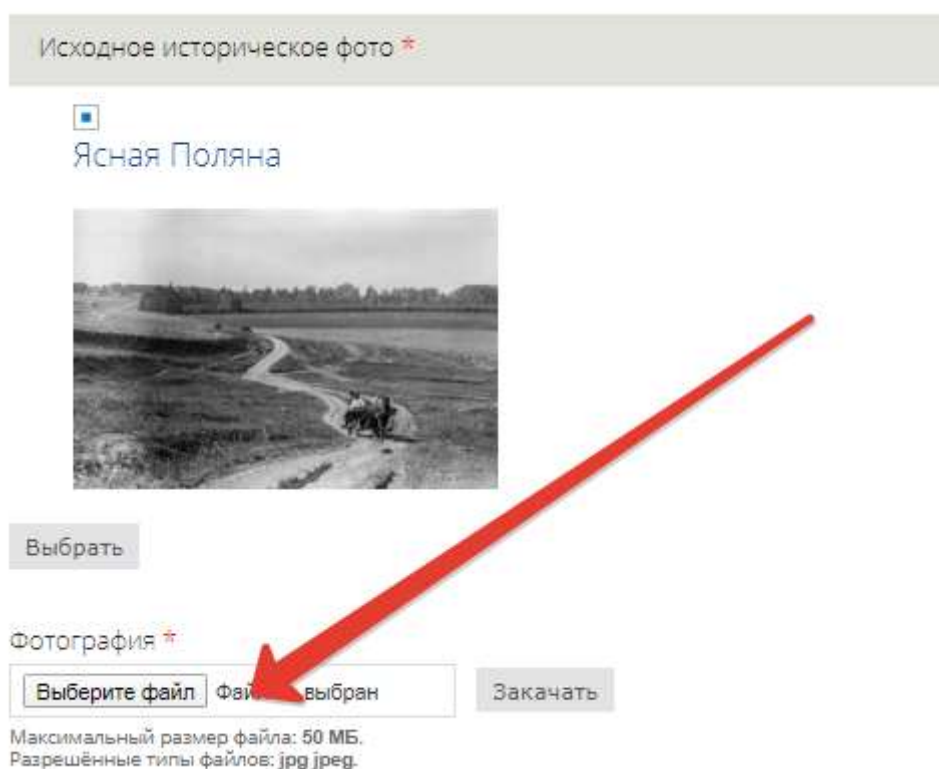 Исходное историческое фото *
Ясная Поляна
Выбрать
Фотография *
Выберите файл Фай выбран
Закачать
Максимальный размер файла: 50 МБ.
Разрешённые типы файлов: jpg jpeg.